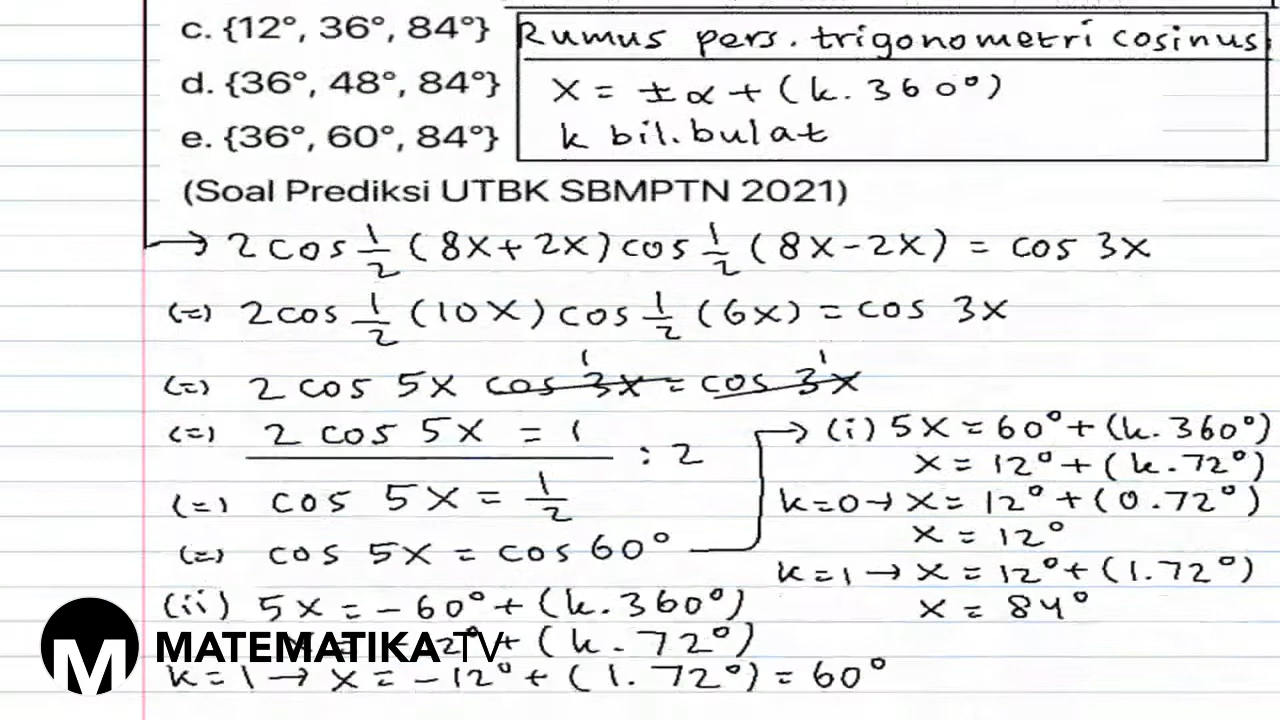 c. {12°, 36°, 84°}
d. {36°, 48°, 84°}
e. {36°, 60°, 84°}
(Soal Prediksi UTBK SBMPTN 2021)
Rumus pers. trigonometri cosinus:
x = ±α + (k. 360°)
k bil. bulat
→ 2 cos 1/2 (8x + 2x) cos 1/2 (8x - 2x) = cos 3x
(=) 2 cos 1/2 (10x) cos 1/2 (6x) = cos 3x
1 1
(=) 2 cos 5x cos 3x = cos 3x
(=) 2 cos 5x = 1
: 2
(=) cos 5x = 1/2
(=) cos 5x = cos 60°
→ (i) 5x = 60° + (k. 360°)
x = 12° + (k. 72°)
k=0 → x = 12° + (0. 72°)
x = 12°
k=1 → x = 12° + (1. 72°)
x = 84°
(ii) 5x = -60° + (k. 360°)
2° + (k. 72°)
k=1 → x = -12° + (1. 72°) = 60°
M MATEMATIKA TV